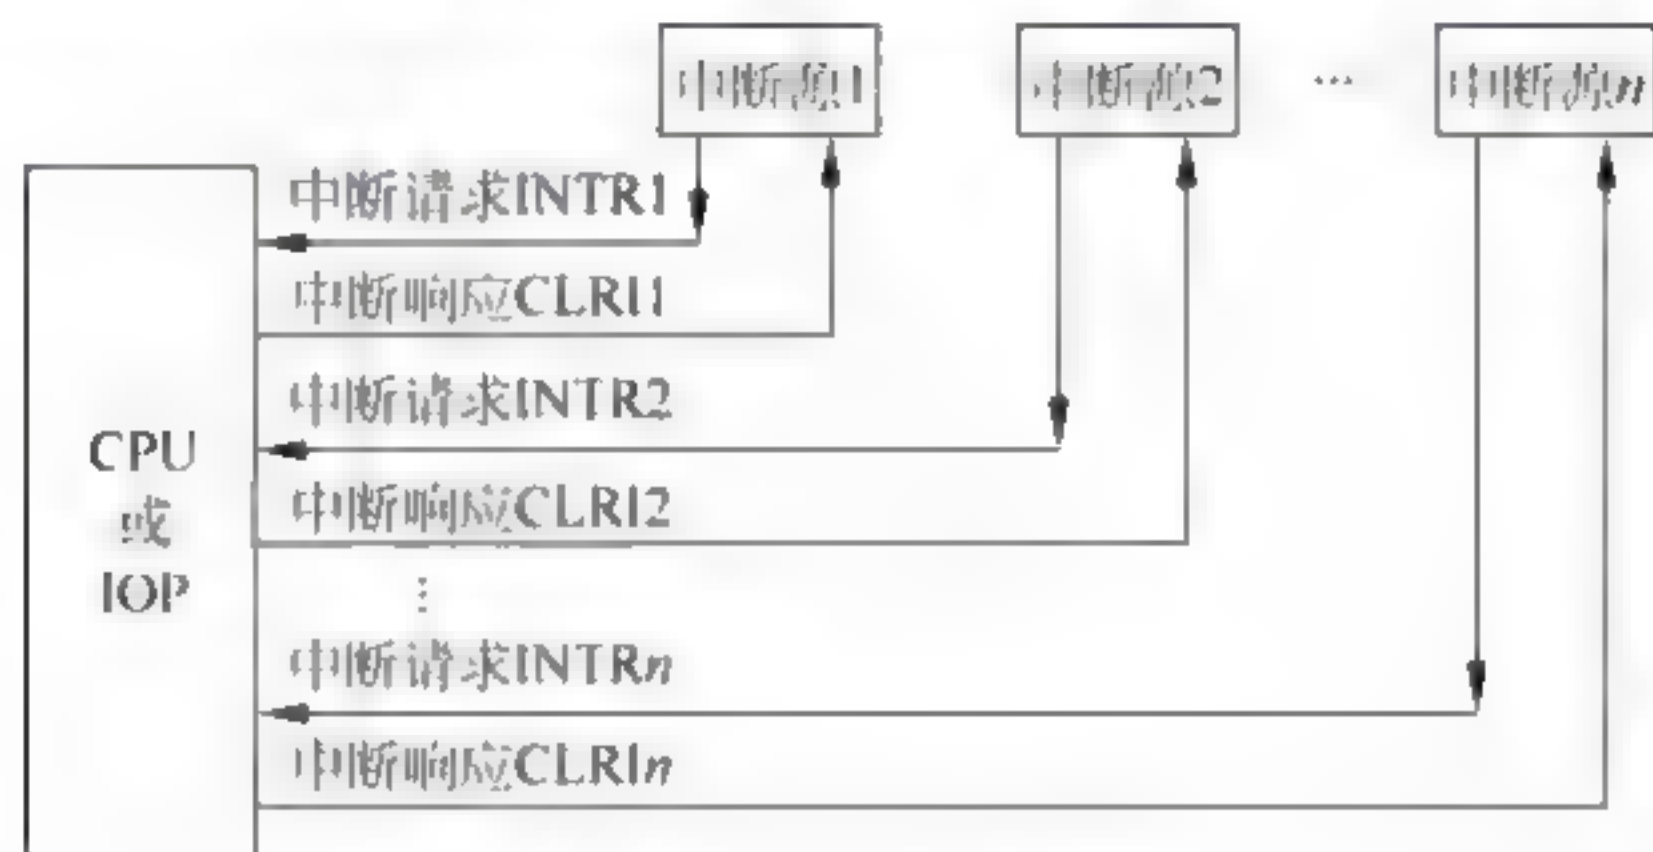 中断源1
中断源2
…
中断源n
中断请求INTR1
中断响应CLRI1
中断请求INTR2
中断响应CLRI2
⋮
中断请求INTRn
中断响应CLRIn
CPU
或
IOP